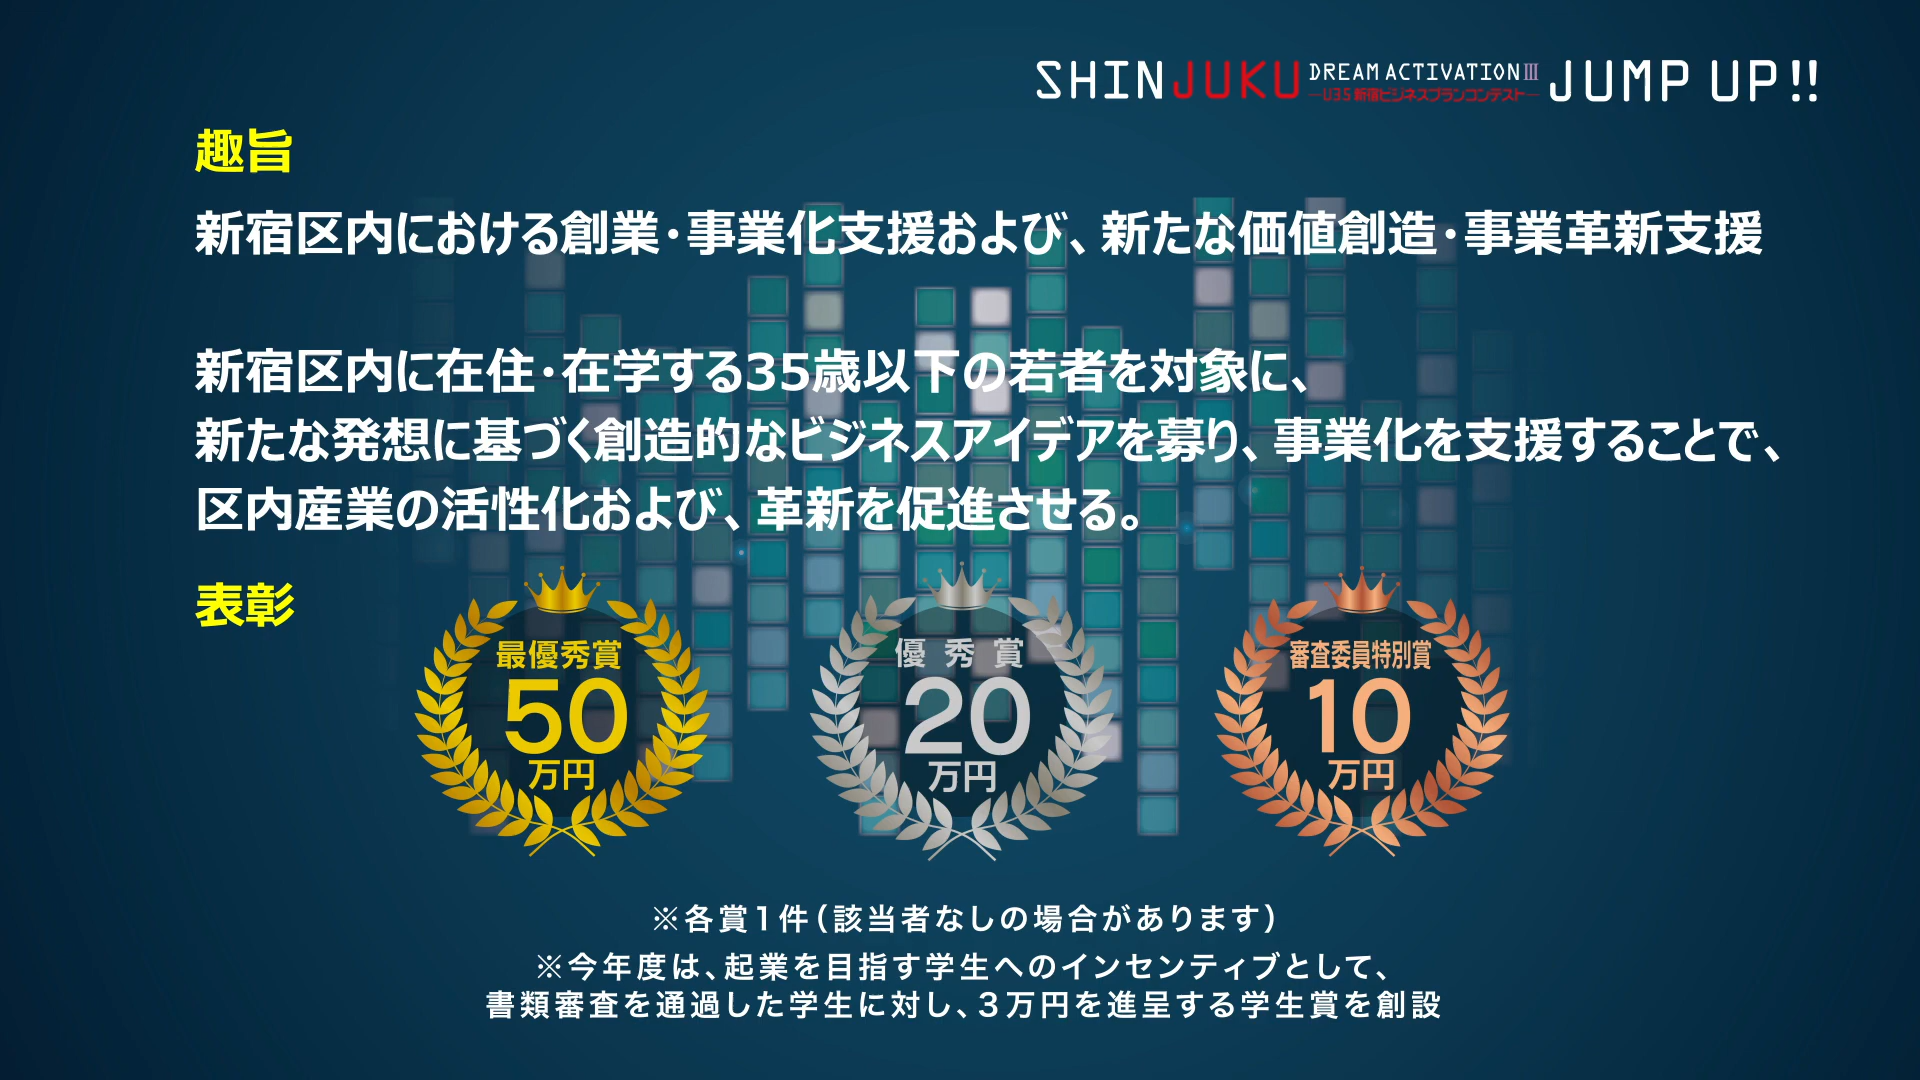 SHINJUKU DREAM ACTIVATION Ⅲ JUMP UP!!
—U35 新宿ビジネスプランコンテスト—
趣旨
新宿区内における創業・事業化支援および、新たな価値創造・事業革新支援
新宿区内に在住・在学する35歳以下の若者を対象に、
新たな発想に基づく創造的なビジネスアイデアを募り、事業化を支援することで、
区内産業の活性化および、革新を促進させる。
表彰
最優秀賞
50
万円
優秀賞
20
万円
審査委員特別賞
10
万円
※各賞1件（該当者なしの場合があります）
※今年度は、起業を目指す学生へのインセンティブとして、
書類審査を通過した学生に対し、3万円を進呈する学生賞を創設